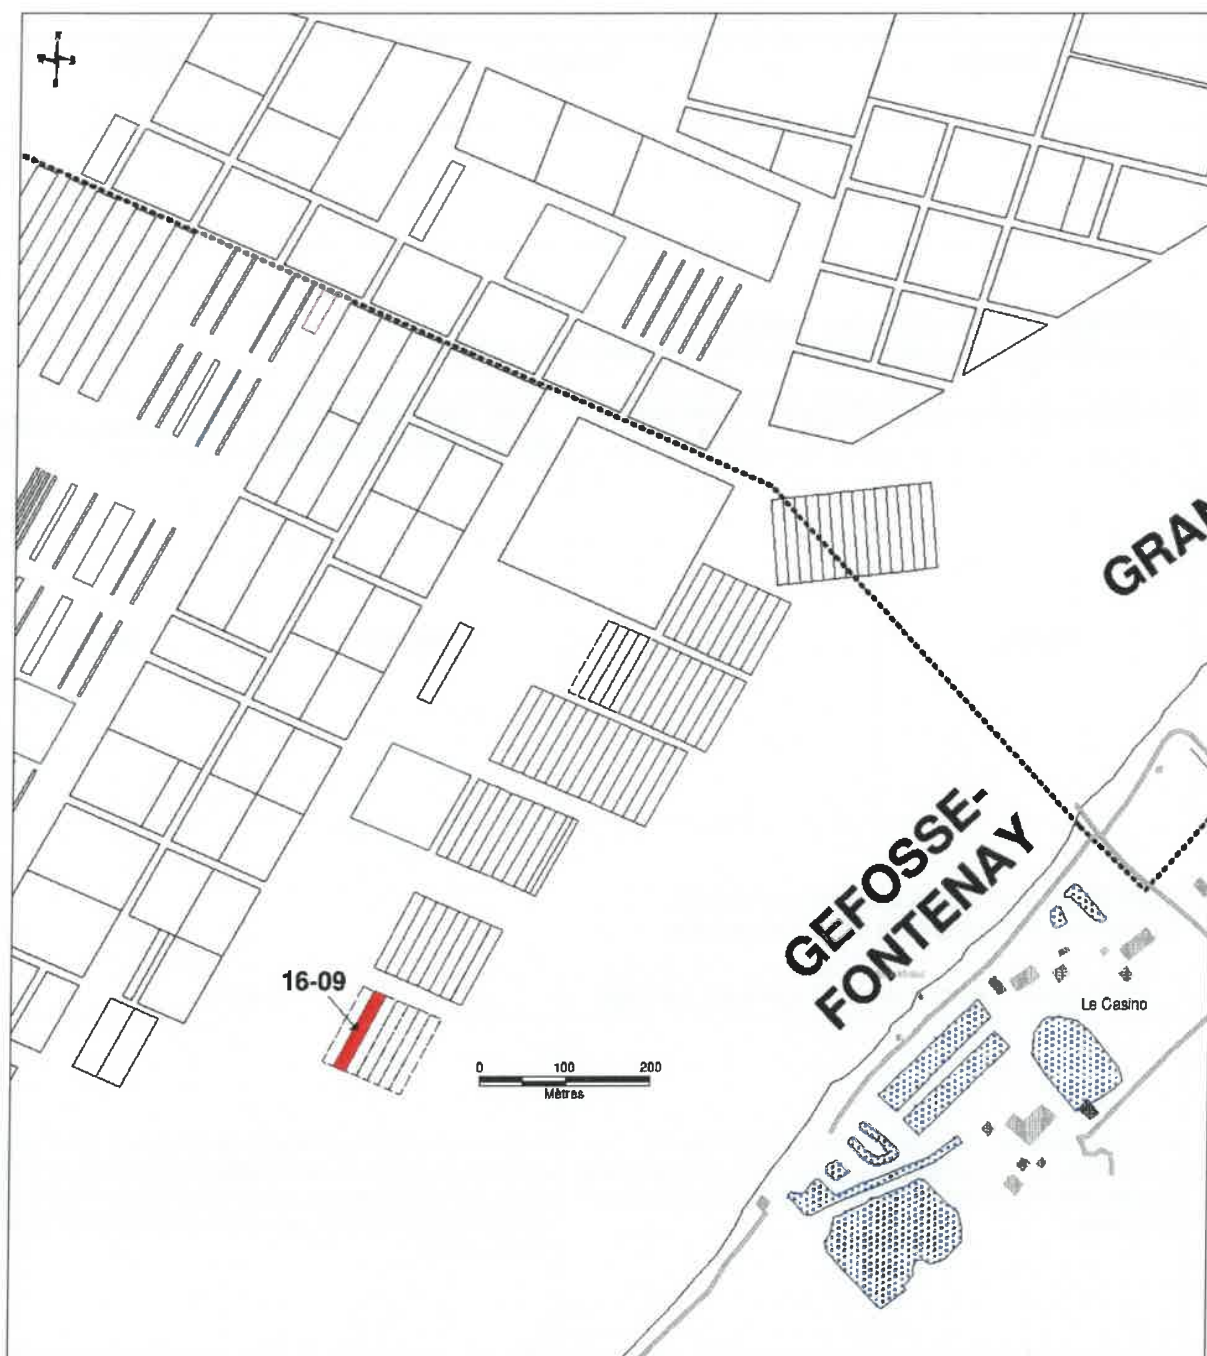 N
GRAN
GEFOSSE-
FONTENAY
16-09
Le Casino
0 100 200
Mètres